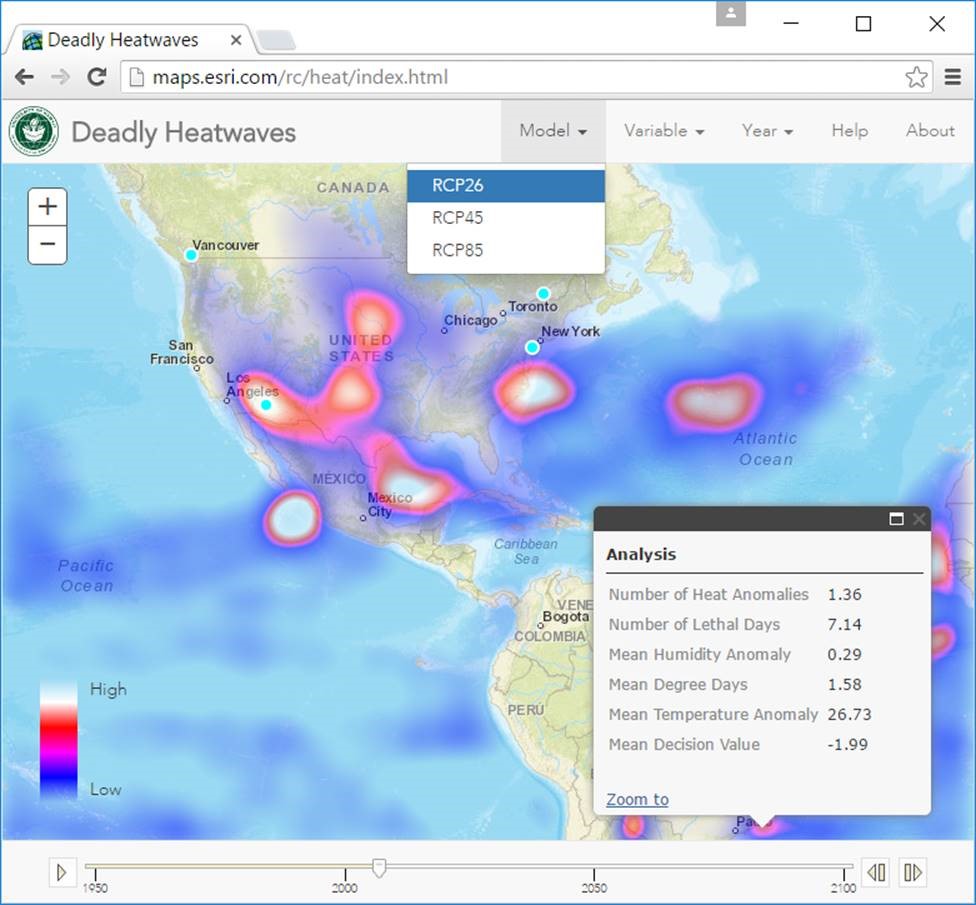 Deadly Heatwaves
maps.esri.com/rc/heat/index.html
Deadly Heatwaves
Model
Variable
Year
Help
About
RCP26
RCP45
RCP85
+
−
CANADA
Vancouver
Toronto
Chicago
New York
UNITED
STATES
San
Francisco
Los
Angeles
Atlantic
Ocean
MÉXICO
Mexico
City
Caribbean
Sea
Pacific
Ocean
VENE
Bogota
COLOMBIA
PERÚ
High
Low
Analysis
Number of Heat Anomalies 1.36
Number of Lethal Days 7.14
Mean Humidity Anomaly 0.29
Mean Degree Days 1.58
Mean Temperature Anomaly 26.73
Mean Decision Value -1.99
Zoom to
1950
2000
2050
2100